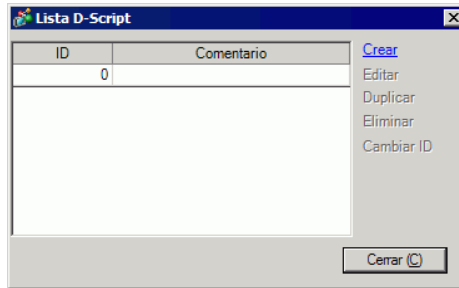 Lista D-Script
ID Comentario
0
Crear
Editar
Duplicar
Eliminar
Cambiar ID
Cerrar (C)